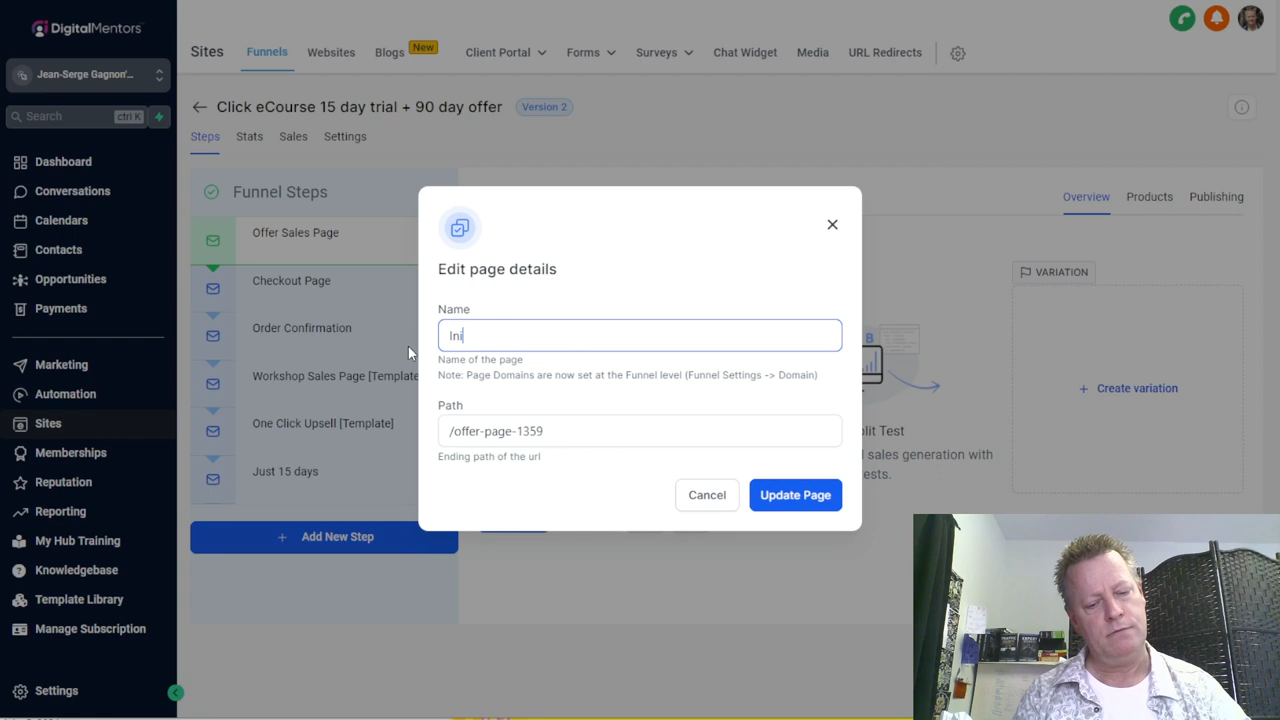 DigitalMentors
Sites
Funnels
Websites
Blogs
New
Client Portal
Forms
Surveys
Chat Widget
Media
URL Redirects
Jean-Serge Gagnon'...
Search
ctrl K
Click eCourse 15 day trial + 90 day offer
Version 2
Steps
Stats
Sales
Settings
Dashboard
Conversations
Calendars
Contacts
Opportunities
Payments
Marketing
Automation
Sites
Memberships
Reputation
Reporting
My Hub Training
Knowledgebase
Template Library
Manage Subscription
Settings
Funnel Steps
Offer Sales Page
Checkout Page
Order Confirmation
Workshop Sales Page [Template
One Click Upsell [Template]
Just 15 days
+ Add New Step
Edit page details
Name
Ini
Name of the page
Note: Page Domains are now set at the Funnel level (Funnel Settings -> Domain)
Path
/offer-page-1359
Ending path of the url
Cancel
Update Page
Overview
Products
Publishing
VARIATION
B
+ Create variation
plit Test
d sales generation with
ests.